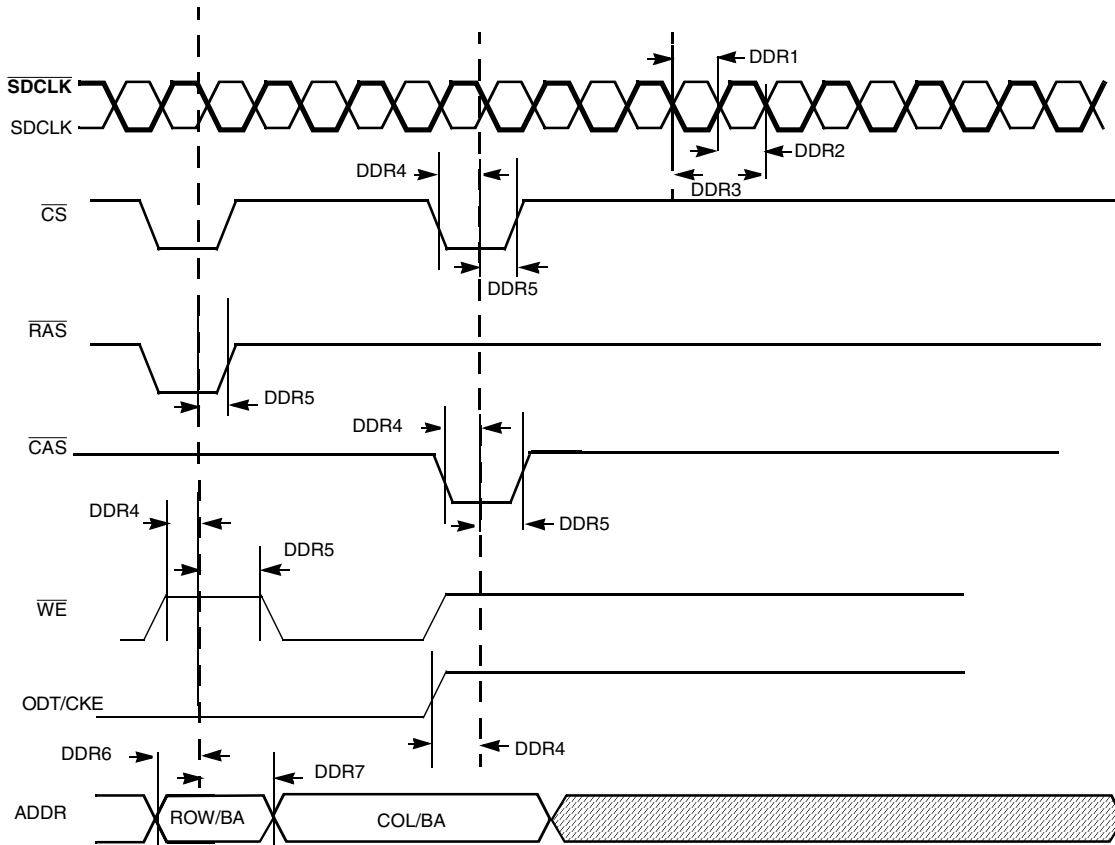 SDCLK
SDCLK
DDR1
DDR2
DDR3
DDR4
CS
DDR5
RAS
DDR5
DDR4
CAS
DDR4
DDR5
DDR5
WE
ODT/CKE
DDR4
DDR6
DDR7
ADDR
ROW/BA
COL/BA